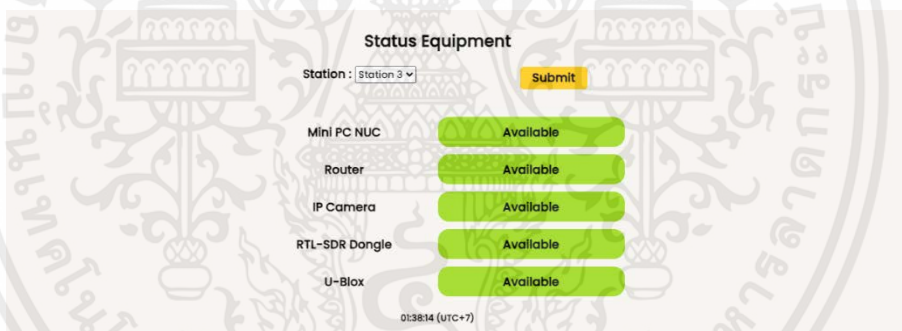 Status Equipment
Station : Station 3 Submit
Mini PC NUC Available
Router Available
IP Camera Available
RTL-SDR Dongle Available
U-Blox Available
01:38:14 (UTC+7)